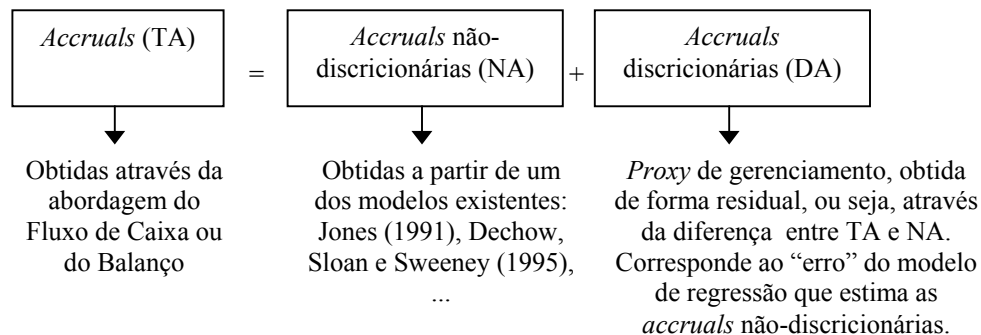 Accruals (TA)
=
Accruals não-
discricionárias (NA)
+
Accruals
discricionárias (DA)
Obtidas através da
abordagem do
Fluxo de Caixa ou
do Balanço
Obtidas a partir de um
dos modelos existentes:
Jones (1991), Dechow,
Sloan e Sweeney (1995),
...
Proxy de gerenciamento, obtida
de forma residual, ou seja, através
da diferença entre TA e NA.
Corresponde ao “erro” do modelo
de regressão que estima as
accruals não-discricionárias.